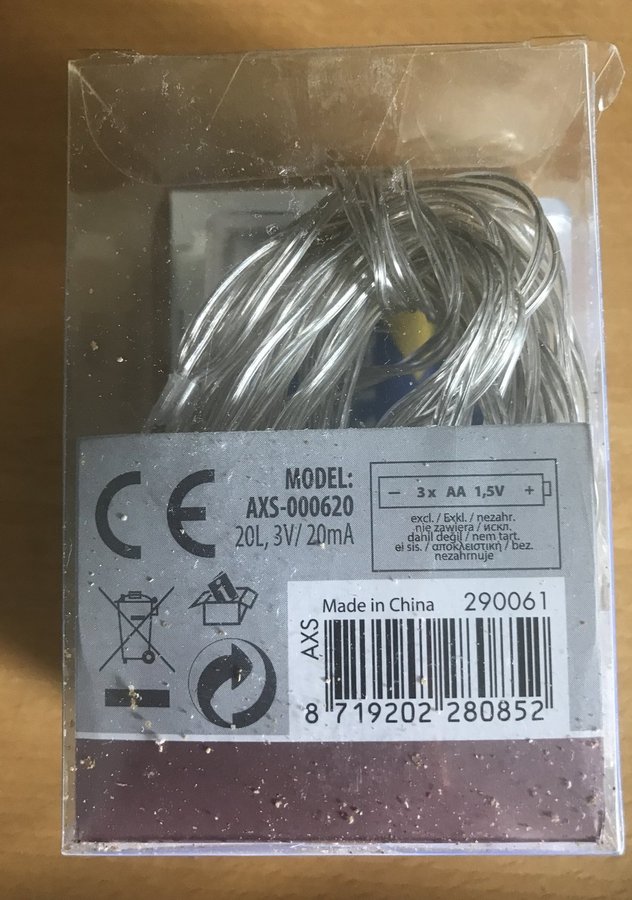 CE
MODEL:
AXS-000620
20L, 3V/ 20mA
− 3x AA 1,5V +
excl. / Exkl. / nezahr.
nie zawiera / искл.
dahil değil / nem tart.
ei sis. / αποκλειστική / bez.
nezahrnuje
Made in China 290061
AXS
8 719202 280852